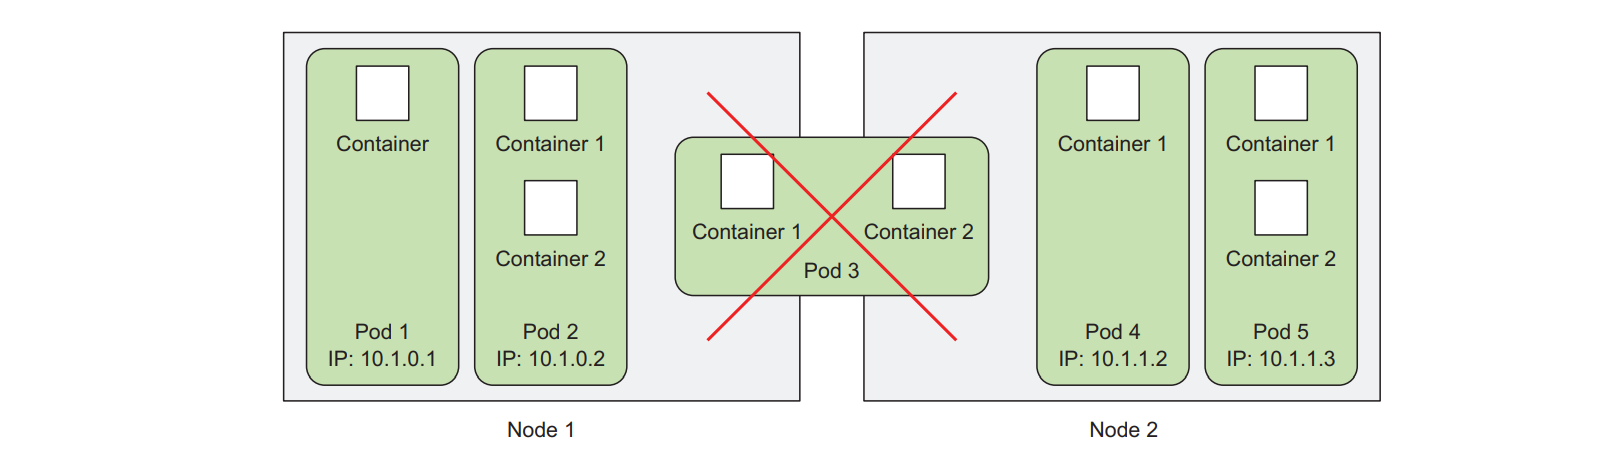 Container
Pod 1
IP: 10.1.0.1
Container 1
Container 2
Pod 2
IP: 10.1.0.2
Container 1
Container 2
Pod 3
Container 1
Pod 4
IP: 10.1.1.2
Container 1
Container 2
Pod 5
IP: 10.1.1.3
Node 1
Node 2